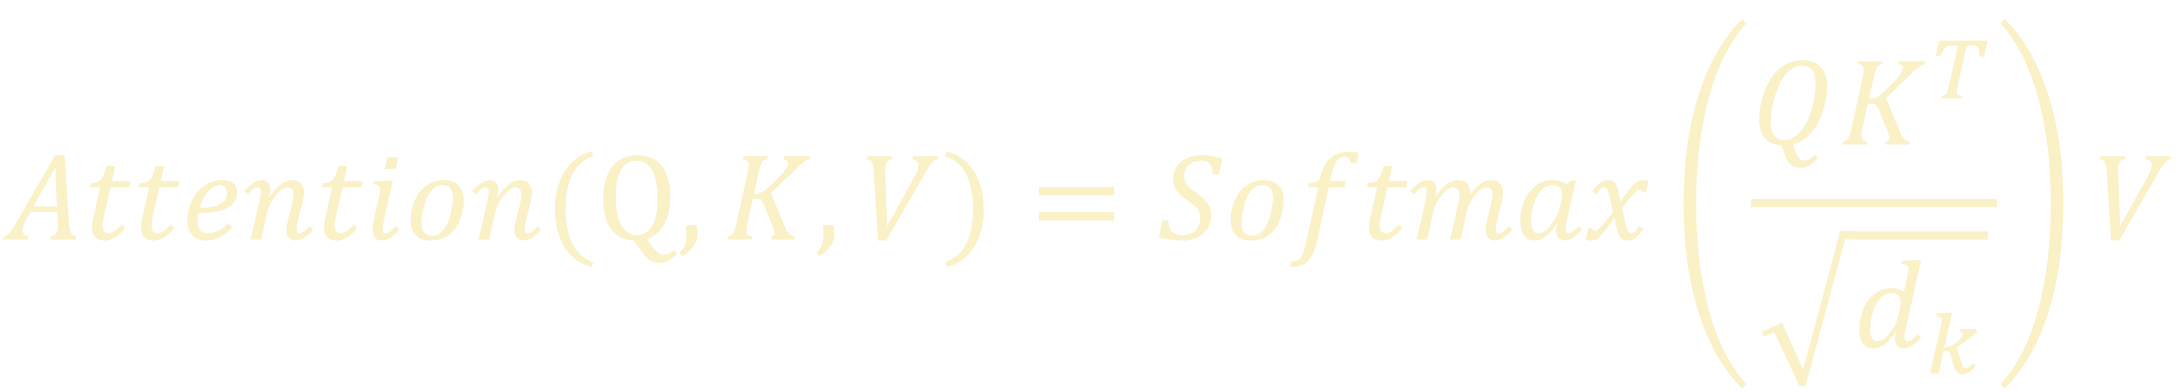 Attention(Q, K, V) = Softmax(QK^T / √d_k) V